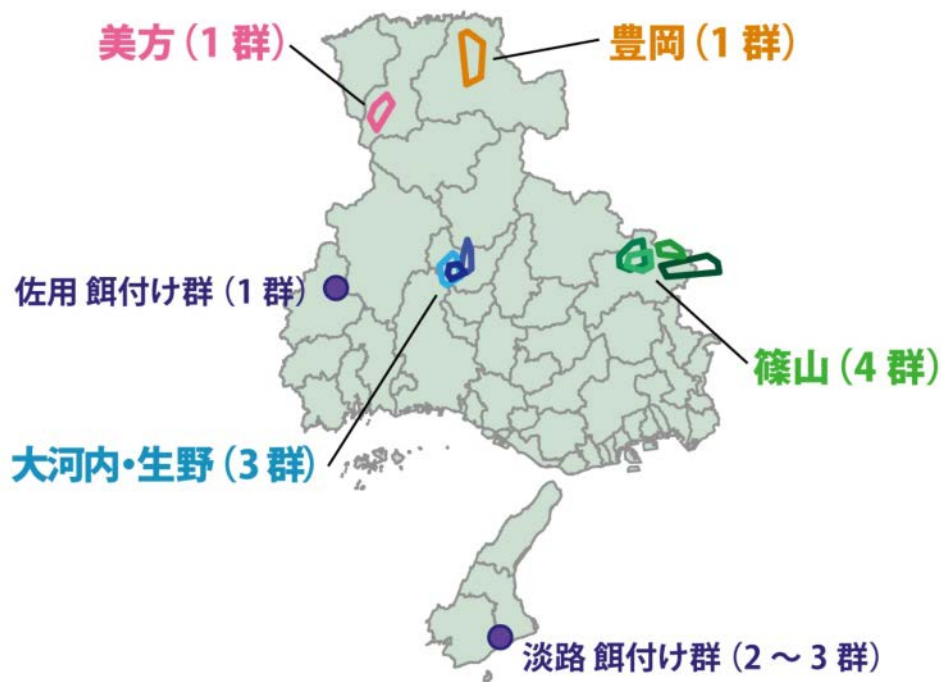 美方（1 群）
豊岡（1 群）
佐用 餌付け群（1 群）
篠山（4 群）
大河内・生野（3 群）
淡路 餌付け群（2 〜 3 群）